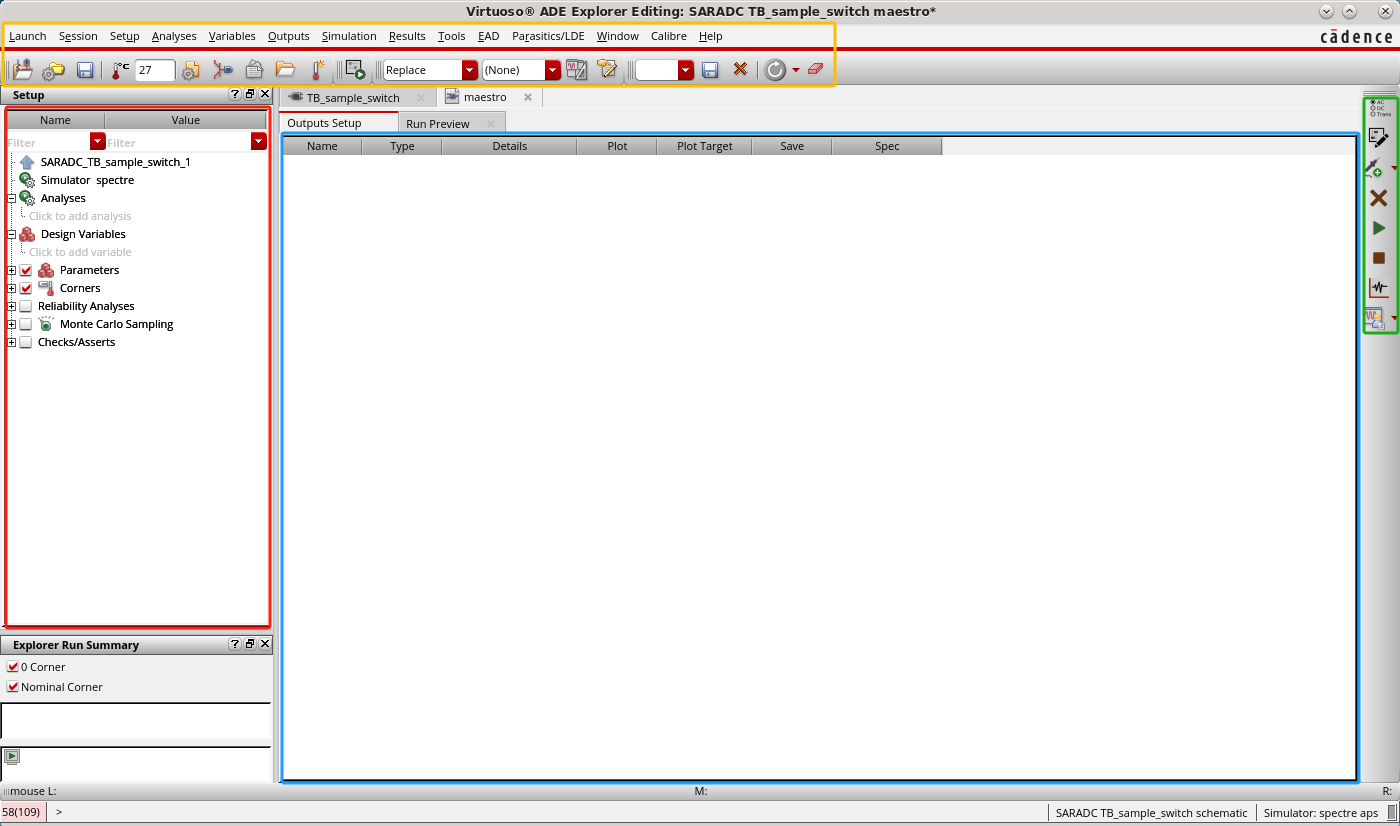 Virtuoso® ADE Explorer Editing: SARADC TB_sample_switch maestro*
Launch Session Setup Analyses Variables Outputs Simulation Results Tools EAD Parasitics/LDE Window Calibre Help
cādence
°C 27 Replace (None)
Setup
Name Value
Filter Filter
SARADC_TB_sample_switch_1
Simulator spectre
Analyses
Click to add analysis
Design Variables
Click to add variable
Parameters
Corners
Reliability Analyses
Monte Carlo Sampling
Checks/Asserts
Explorer Run Summary
0 Corner
Nominal Corner
TB_sample_switch maestro
Outputs Setup Run Preview
Name Type Details Plot Plot Target Save Spec
AC
DC
Trans
mouse L: M: R:
58(109) > SARADC TB_sample_switch schematic Simulator: spectre aps